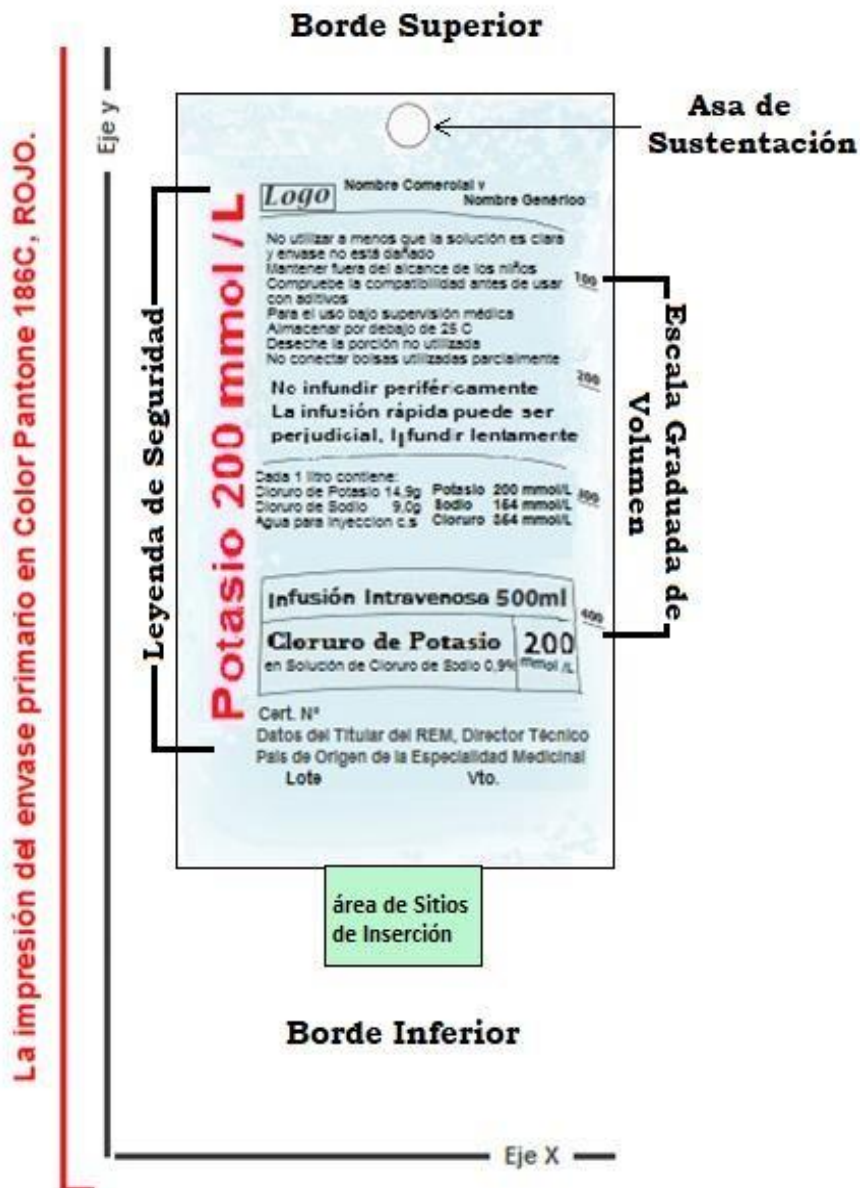 Borde Superior
La impresión del envase primario en Color Pantone 186C, ROJO.
Eje y
Asa de
Sustentación
Leyenda de Seguridad
Potasio 200 mmol / L
Logo
Nombre Comercial y
Nombre Genérico
No utilizar a menos que la solución es clara
y envase no está dañado
Mantener fuera del alcance de los niños
Compruebe la compatibilidad antes de usar
con aditivos
Para el uso bajo supervisión médica
Almacenar por debajo de 25 C
Deseche la porción no utilizada
No conectar bolsas utilizadas parcialmente
No infundir periféricamente
La infusión rápida puede ser
perjudicial, Infundir lentamente
Cada 1 litro contiene:
Cloruro de Potasio 14,9g Potasio 200 mmol/L
Cloruro de Sodio 9,0g Sodio 154 mmol/L
Agua para Inyeccion c.s Cloruro 354 mmol/L
100
200
300
400
Escala Graduada de
Volumen
Infusión Intravenosa 500ml
Cloruro de Potasio
en Solución de Cloruro de Sodio 0,9%
200
mmol /L
Cert. Nº
Datos del Titular del REM, Director Técnico
País de Origen de la Especialidad Medicinal
Lote Vto.
área de Sitios
de Inserción
Borde Inferior
Eje X